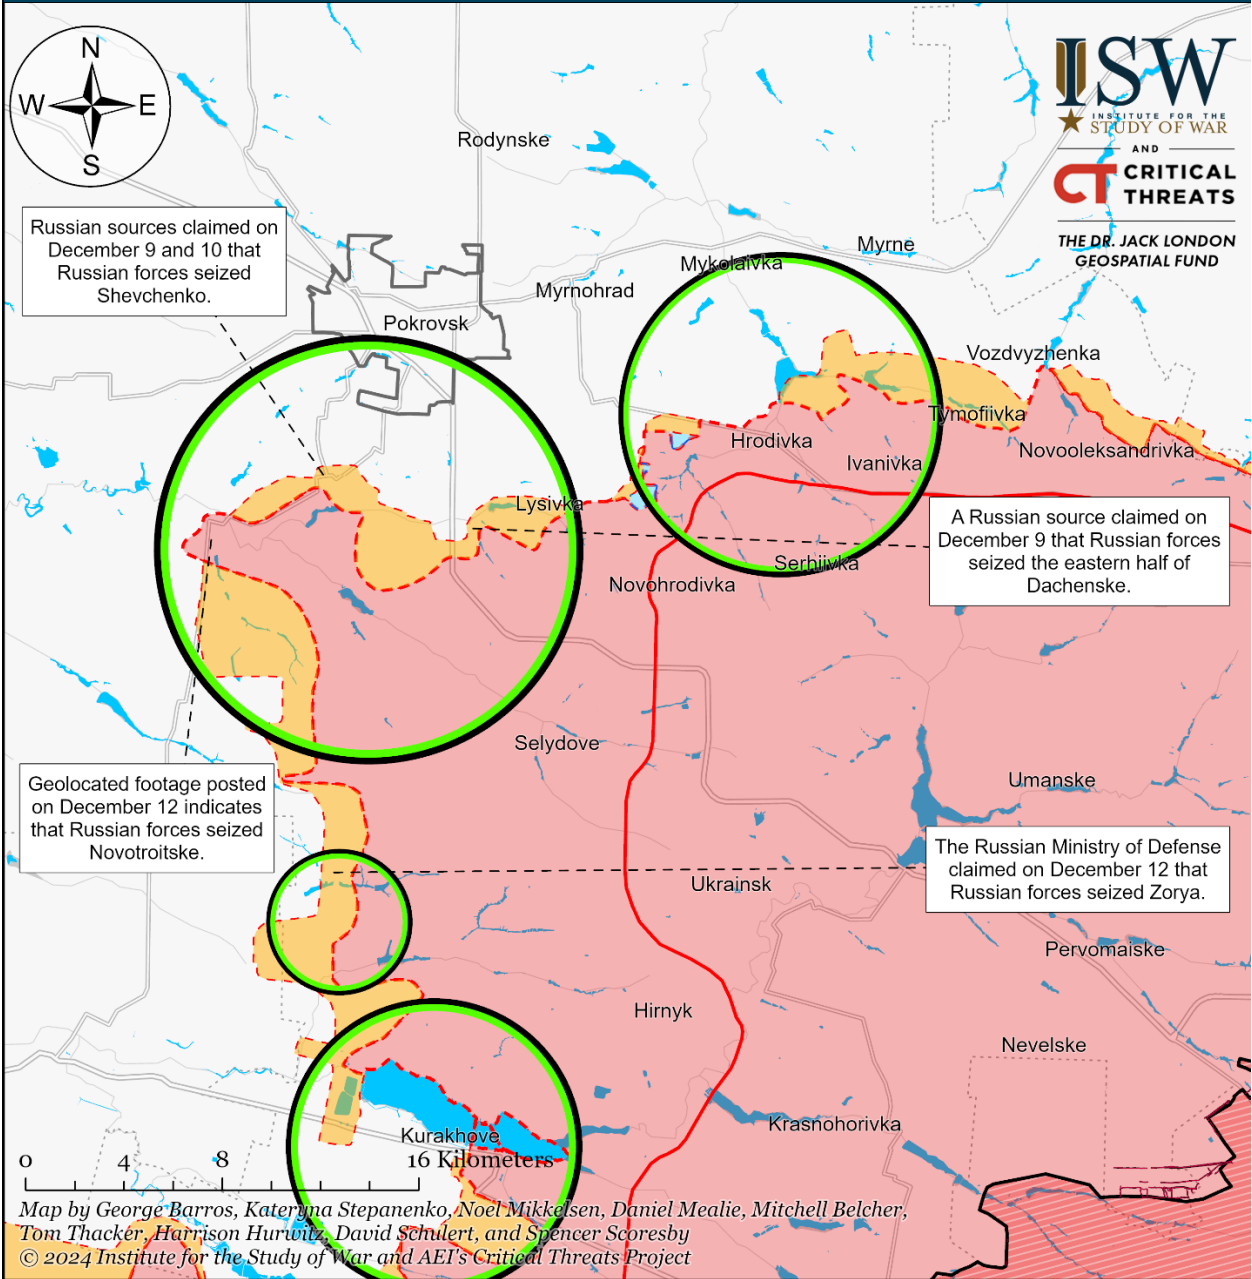 N
W E
S
ISW
INSTITUTE FOR THE
STUDY OF WAR
AND
CT CRITICAL
THREATS
THE DR. JACK LONDON
GEOSPATIAL FUND
Rodynske
Russian sources claimed on
December 9 and 10 that
Russian forces seized
Shevchenko.
Myrne
Mykolaivka
Myrnohrad
Pokrovsk
Vozdvyzhenka
Tymofiivka
Hrodivka
Novooleksandrivka
Ivanivka
Lysivka
A Russian source claimed on
December 9 that Russian forces
seized the eastern half of
Dachenske.
Serhiivka
Novohrodivka
Selydove
Umanske
Geolocated footage posted
on December 12 indicates
that Russian forces seized
Novotroitske.
The Russian Ministry of Defense
claimed on December 12 that
Russian forces seized Zorya.
Ukrainsk
Pervomaiske
Hirnyk
Nevelske
Krasnohorivka
Kurakhove
0 4 8 16 Kilometers
Map by George Barros, Kateryna Stepanenko, Noel Mikkelsen, Daniel Mealie, Mitchell Belcher,
Tom Thacker, Harrison Hurwitz, David Schulert, and Spencer Scoresby
© 2024 Institute for the Study of War and AEI's Critical Threats Project